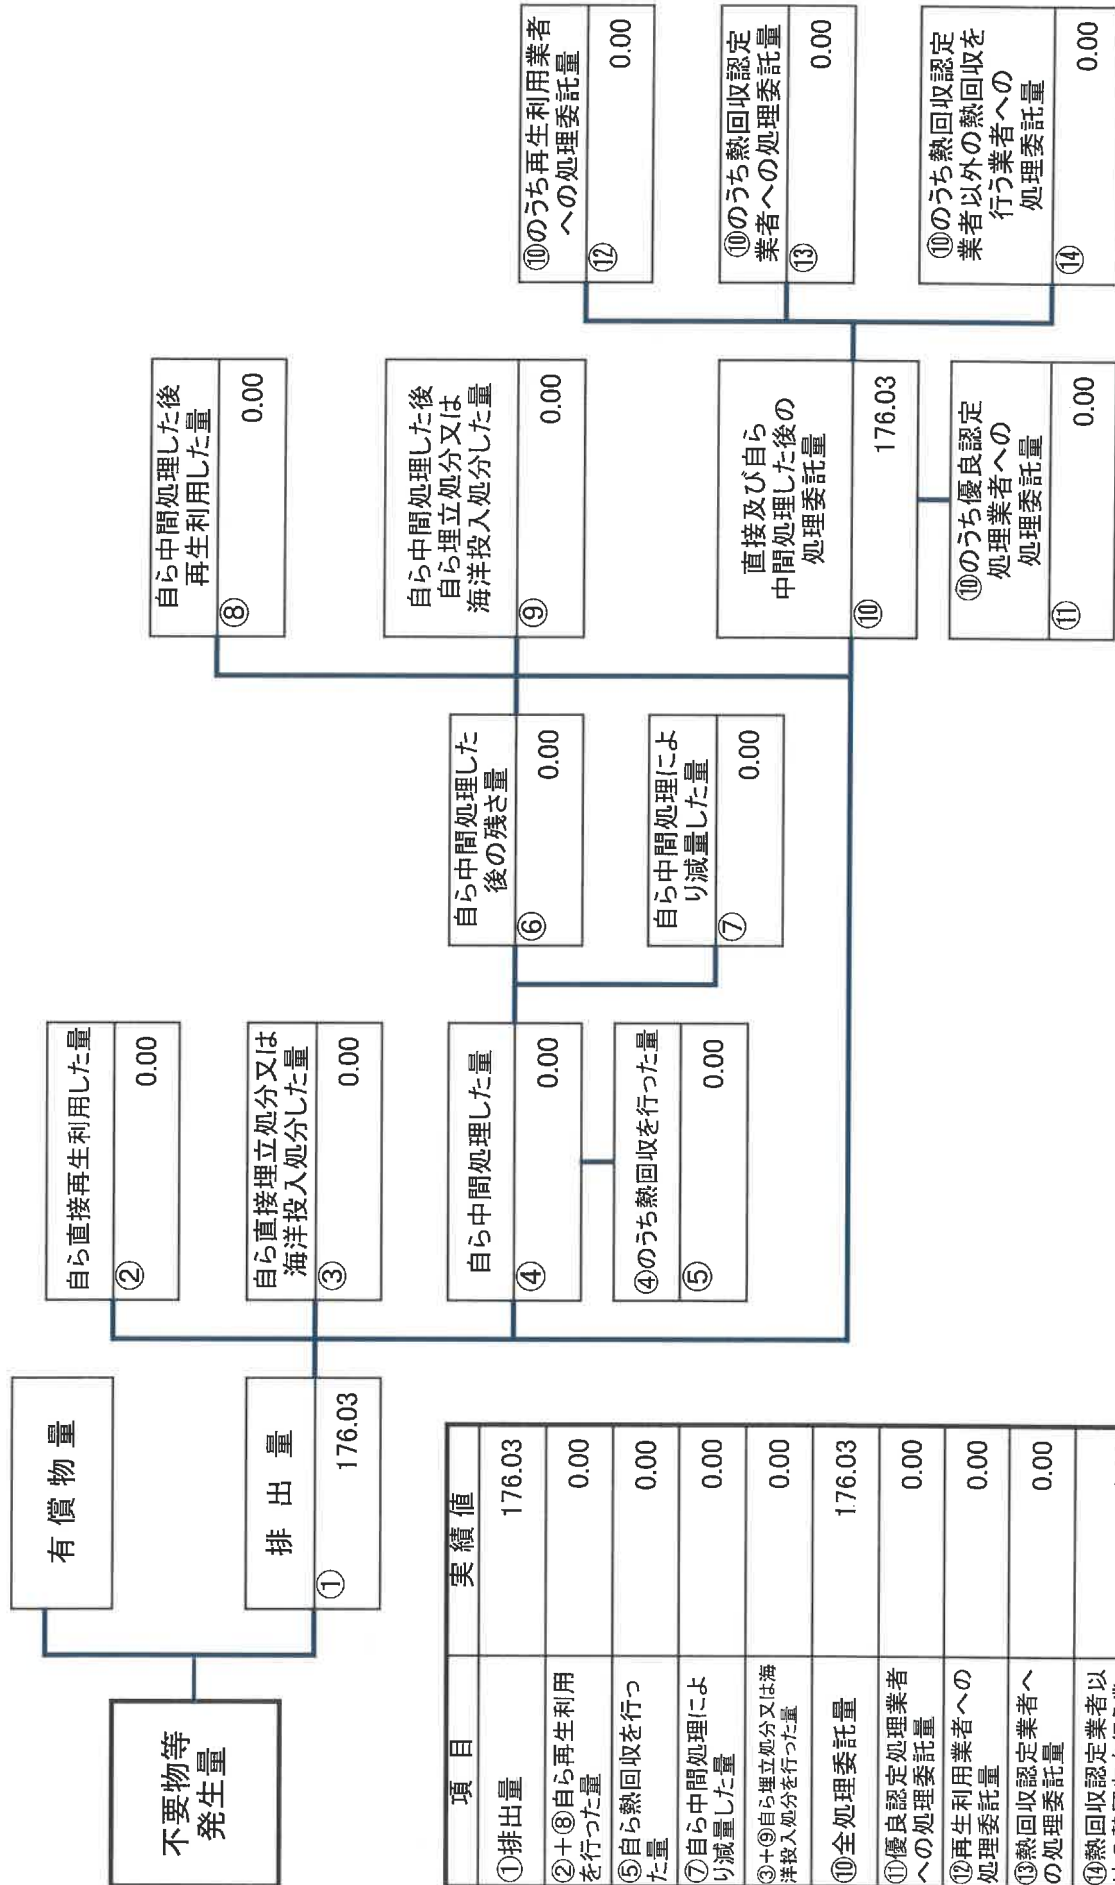 不要物等
発生量
有 償 物 量
排 出 量
①
176.03
自ら直接再生利用した量
②
0.00
自ら直接埋立処分又は
海洋投入処分した量
③
0.00
自ら中間処理した量
④
0.00
④のうち熱回収を行った量
⑤
0.00
自ら中間処理した
後の残さ量
⑥
0.00
自ら中間処理によ
り減量した量
⑦
0.00
自ら中間処理した後
再生利用した量
⑧
0.00
自ら中間処理した後
自ら埋立処分又は
海洋投入処分した量
⑨
0.00
直接及び自ら
中間処理した後の
処理委託量
⑩
176.03
⑩のうち優良認定
処理業者への
処理委託量
⑪
0.00
⑩のうち再生利用業者
への処理委託量
⑫
0.00
⑩のうち熱回収認定
業者への処理委託量
⑬
0.00
⑩のうち熱回収認定
業者以外の熱回収を
行う業者への
処理委託量
⑭
0.00
項 目 実 績 値
①排出量 176.03
②+⑧自ら再生利用
を行った量 0.00
⑤自ら熱回収を行っ
た量 0.00
⑦自ら中間処理によ
り減量した量 0.00
③+⑨自ら埋立処分又は海
洋投入処分を行った量 0.00
⑩全処理委託量 176.03
⑪優良認定処理業者
への処理委託量 0.00
⑫再生利用業者への
処理委託量 0.00
⑬熱回収認定業者へ
の処理委託量 0.00
⑭熱回収認定業者以